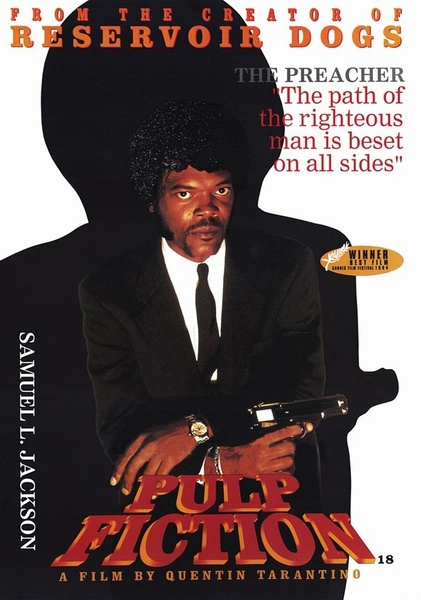 FROM THE CREATOR OF
RESERVOIR DOGS
THE PREACHER
"The path of
the righteous
man is beset
on all sides"
WINNER
BEST FILM
CANNES FILM FESTIVAL 1994
SAMUEL L. JACKSON
PULP
FICTION
18
A FILM BY QUENTIN TARANTINO